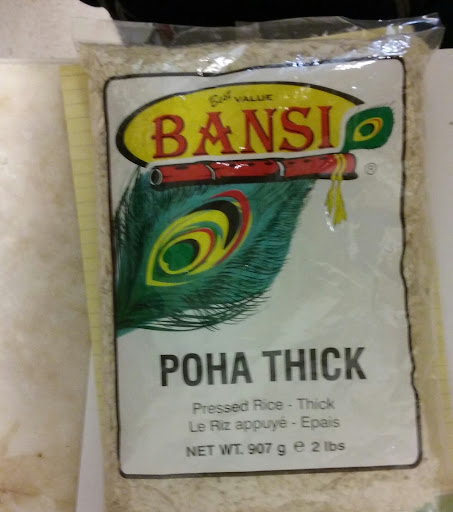 Best VALUE
BANSI
®
POHA THICK
Pressed Rice - Thick
Le Riz appuyé - Epais
NET WT. 907 g ℮ 2 lbs